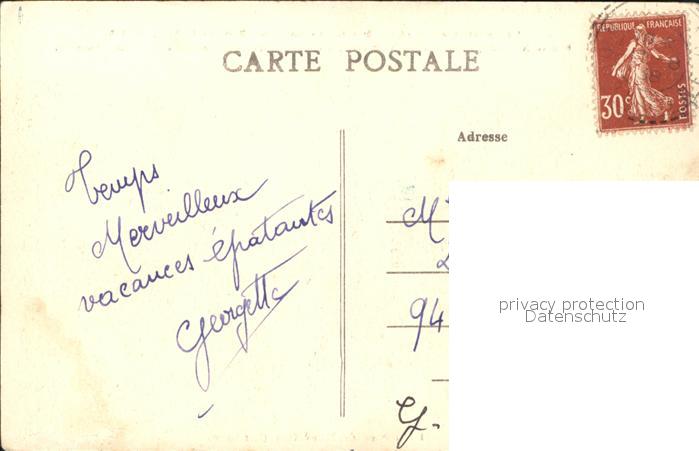 CARTE POSTALE
REPUBLIQUE FRANÇAISE
30c
POSTES
Adresse
Temps
Merveilleux
vacances épatantes
Georgette
M
94
G.
privacy protection
Datenschutz